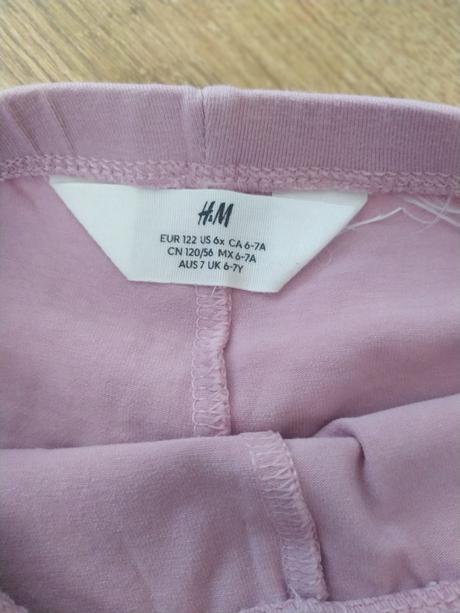 H&M
EUR 122 US 6x CA 6-7A
CN 120/56 MX 6-7A
AUS 7 UK 6-7Y